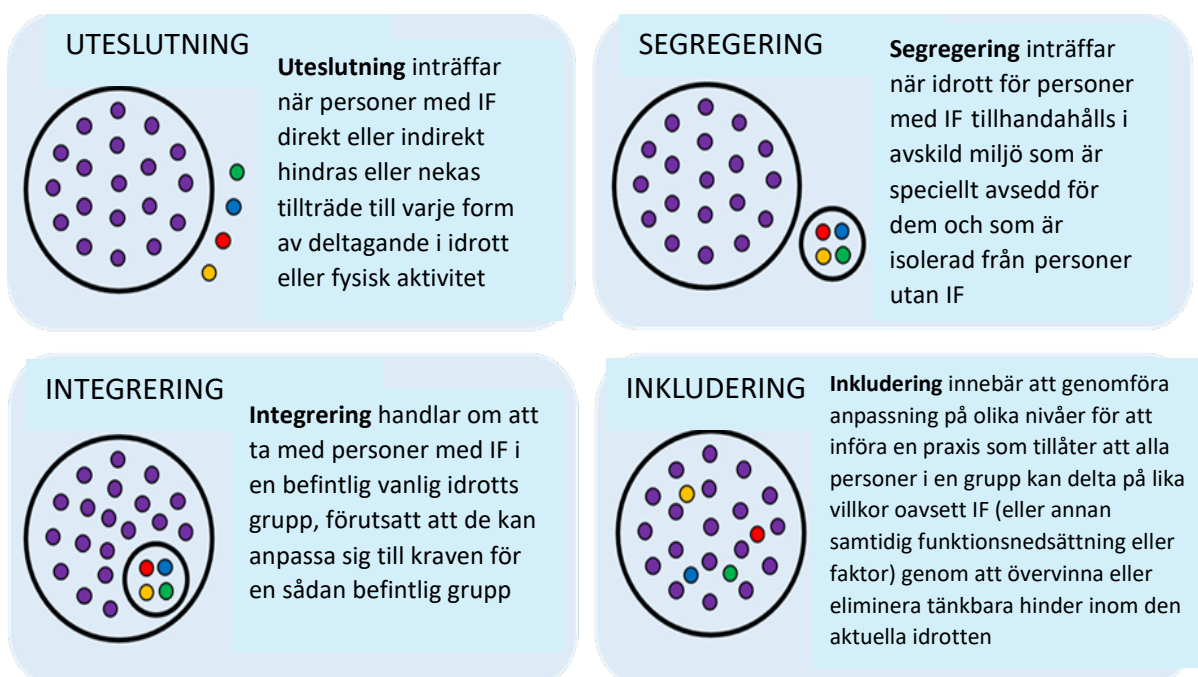 UTESLUTNING
Uteslutning inträffar
när personer med IF
direkt eller indirekt
hindras eller nekas
tillträde till varje form
av deltagande i idrott
eller fysisk aktivitet
SEGREGERING
Segregering inträffar
när idrott för personer
med IF tillhandahålls i
avskild miljö som är
speciellt avsedd för
dem och som är
isolerad från personer
utan IF
INTEGRERING
Integrering handlar om att
ta med personer med IF i
en befintlig vanlig idrotts
grupp, förutsatt att de kan
anpassa sig till kraven för
en sådan befintlig grupp
INKLUDERING
Inkludering innebär att genomföra
anpassning på olika nivåer för att
införa en praxis som tillåter att alla
personer i en grupp kan delta på lika
villkor oavsett IF (eller annan
samtidig funktionsnedsättning eller
faktor) genom att övervinna eller
eliminera tänkbara hinder inom den
aktuella idrotten